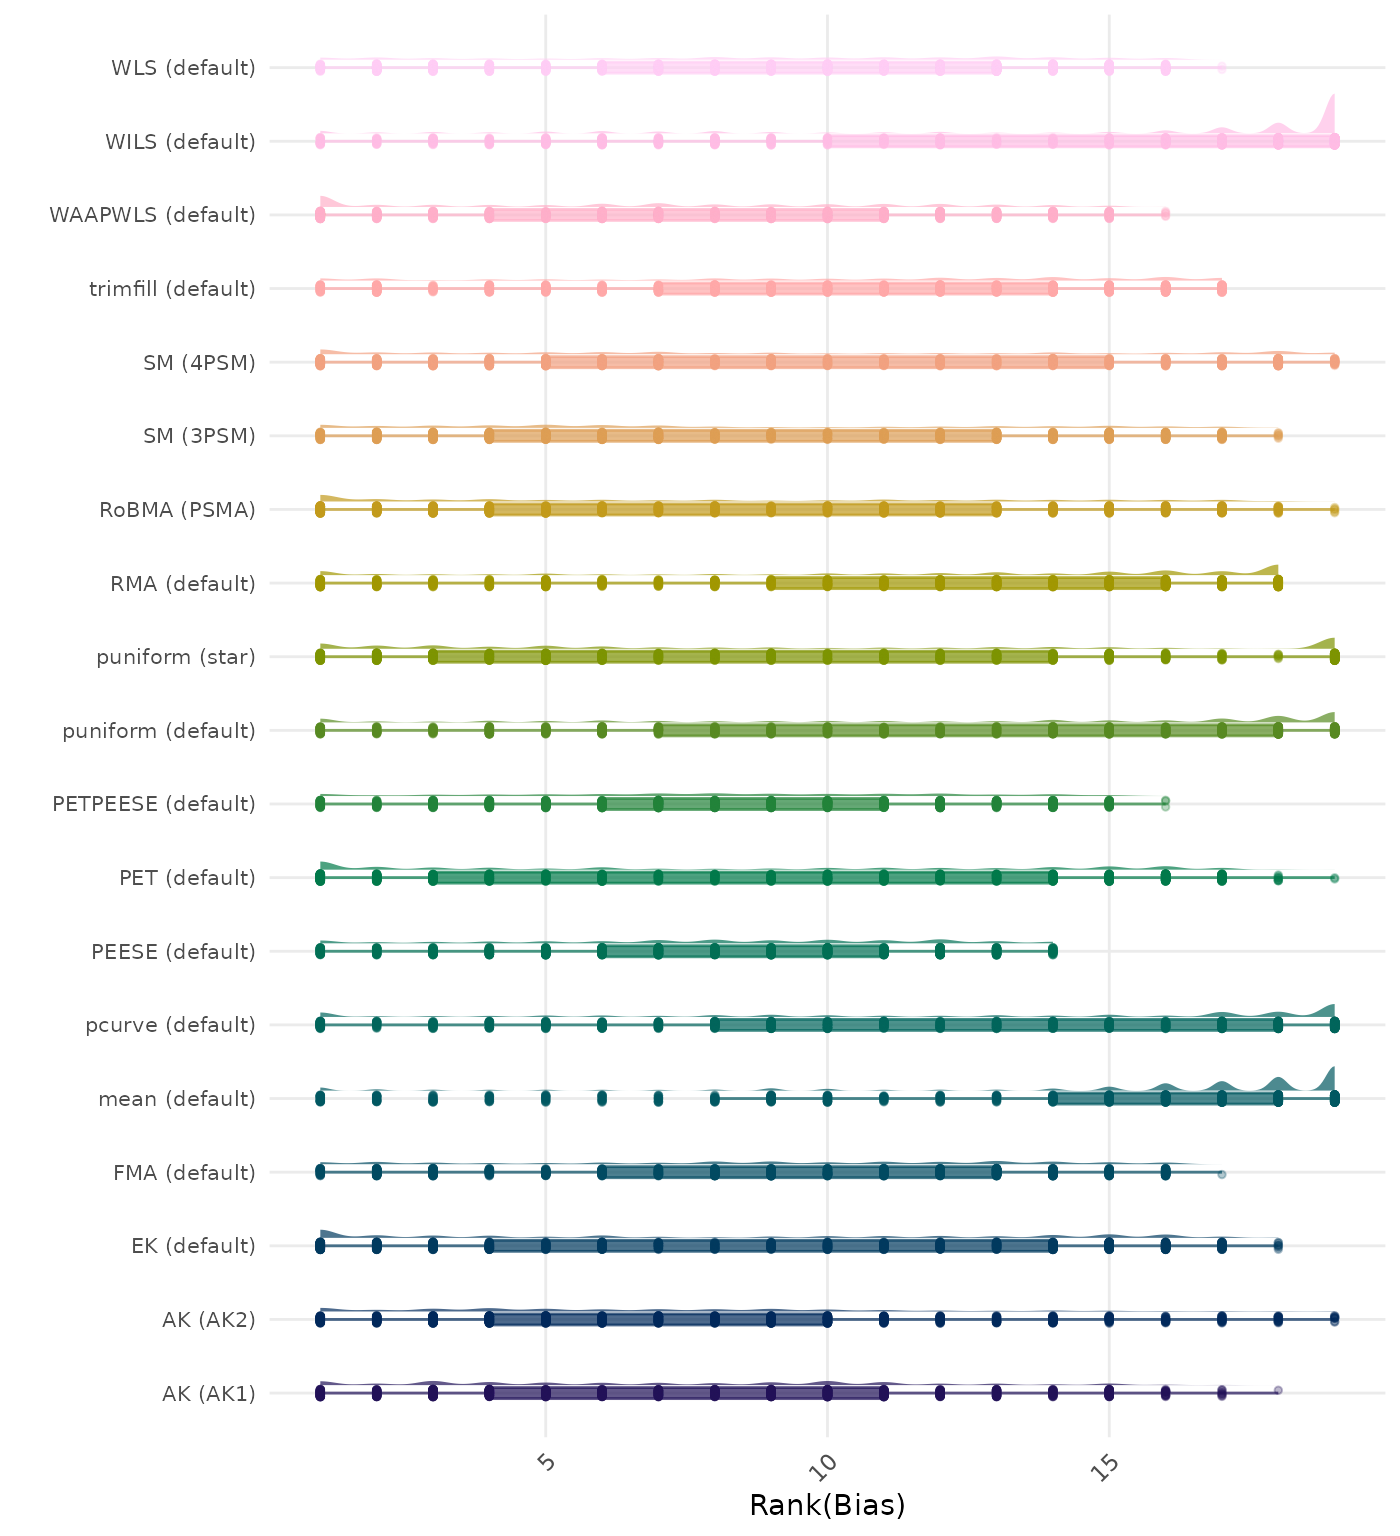 WLS (default)
WILS (default)
WAAPWLS (default)
trimfill (default)
SM (4PSM)
SM (3PSM)
RoBMA (PSMA)
RMA (default)
puniform (star)
puniform (default)
PETPEESE (default)
PET (default)
PEESE (default)
pcurve (default)
mean (default)
FMA (default)
EK (default)
AK (AK2)
AK (AK1)
5
10
15
Rank(Bias)